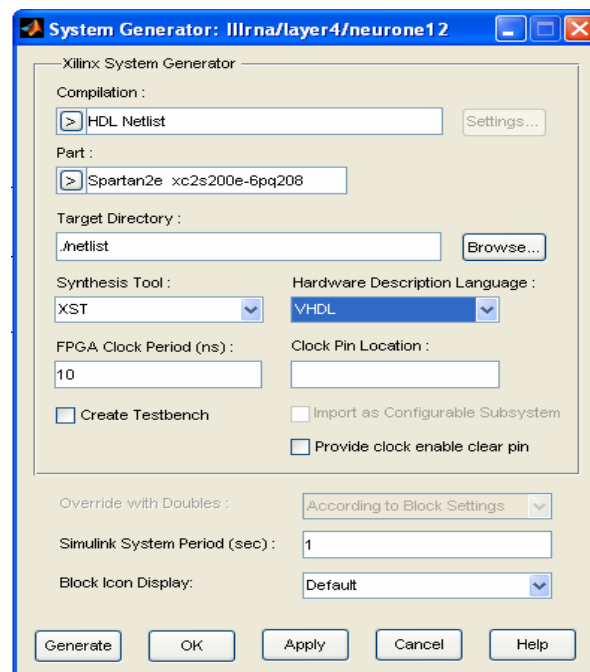 System Generator: IIIrna/layer4/neurone12
Xilinx System Generator
Compilation :
> HDL Netlist
Settings...
Part :
> Spartan2e xc2s200e-6pq208
Target Directory :
./netlist
Browse...
Synthesis Tool :
Hardware Description Language :
XST
VHDL
FPGA Clock Period (ns) :
Clock Pin Location :
10
Create Testbench
Import as Configurable Subsystem
Provide clock enable clear pin
Override with Doubles :
According to Block Settings
Simulink System Period (sec) :
1
Block Icon Display:
Default
Generate
OK
Apply
Cancel
Help